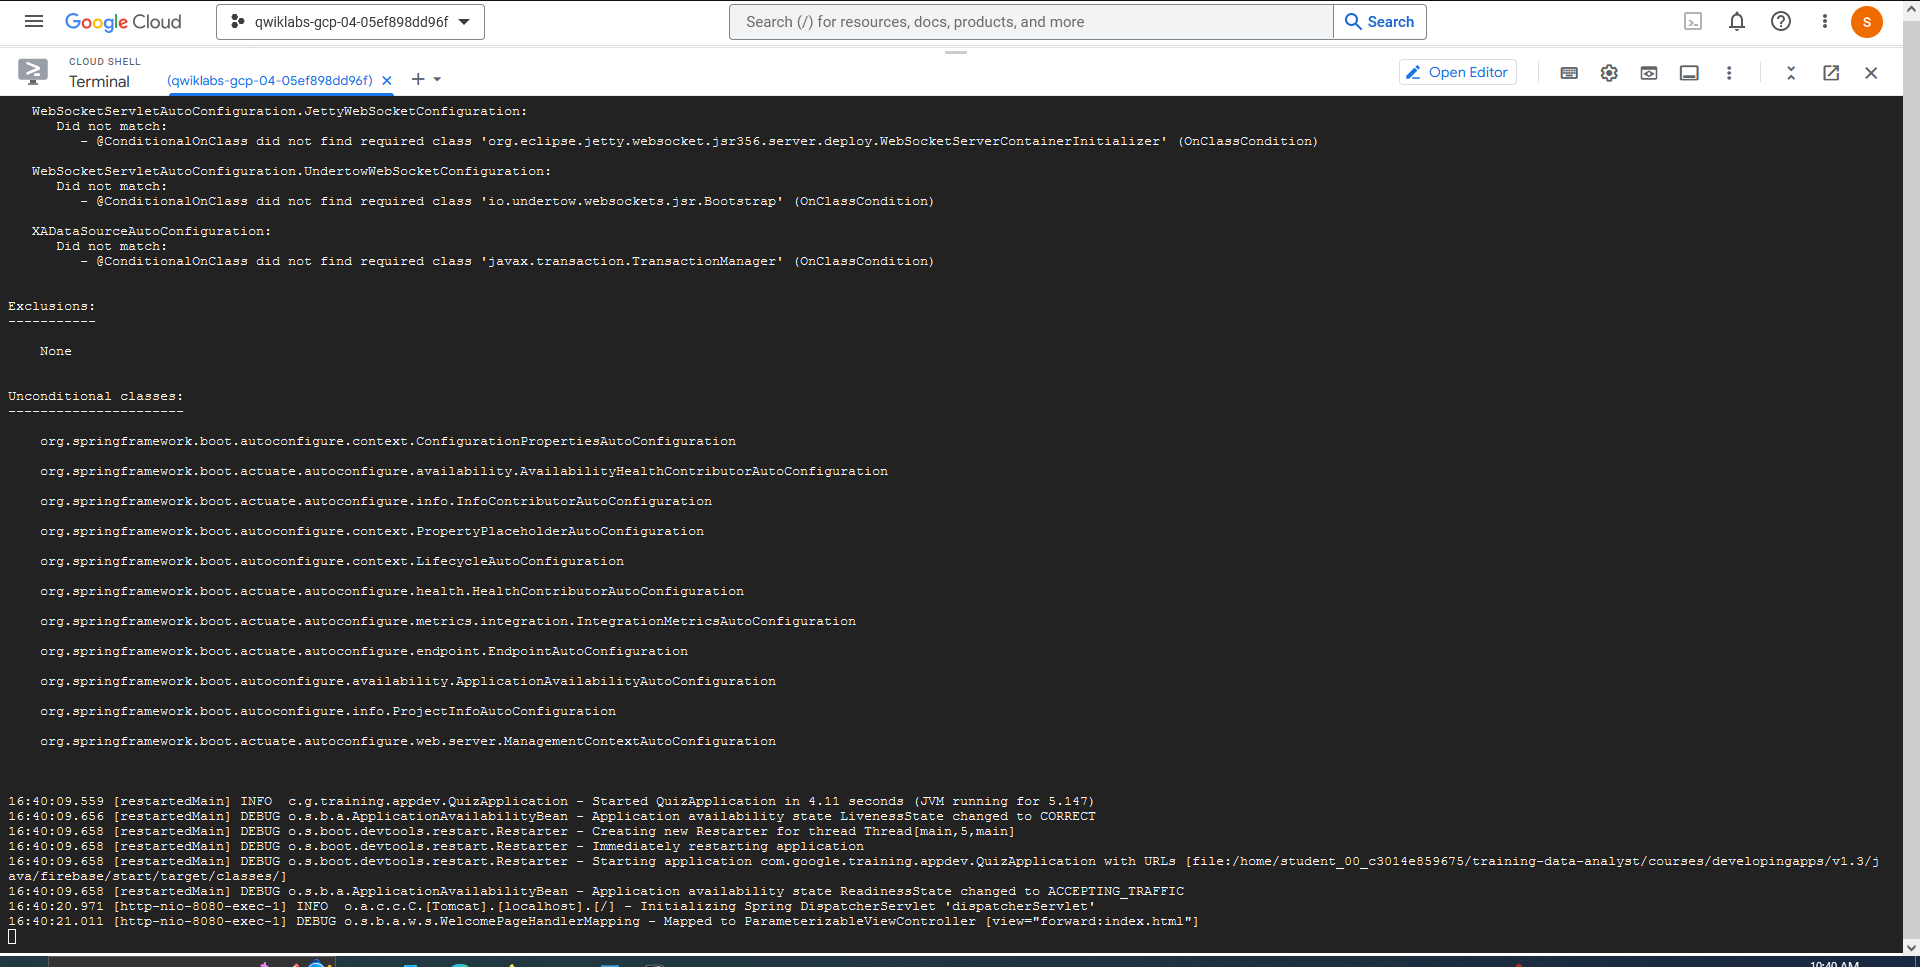 Google Cloud
qwiklabs-gcp-04-05ef898dd96f
Search (/) for resources, docs, products, and more
Search
S
CLOUD SHELL
Terminal
(qwiklabs-gcp-04-05ef898dd96f)
Open Editor
WebSocketServletAutoConfiguration.JettyWebSocketConfiguration:
Did not match:
- @ConditionalOnClass did not find required class 'org.eclipse.jetty.websocket.jsr356.server.deploy.WebSocketServerContainerInitializer' (OnClassCondition)
WebSocketServletAutoConfiguration.UndertowWebSocketConfiguration:
Did not match:
- @ConditionalOnClass did not find required class 'io.undertow.websockets.jsr.Bootstrap' (OnClassCondition)
XADataSourceAutoConfiguration:
Did not match:
- @ConditionalOnClass did not find required class 'javax.transaction.TransactionManager' (OnClassCondition)
Exclusions:
-----------
None
Unconditional classes:
----------------------
org.springframework.boot.autoconfigure.context.ConfigurationPropertiesAutoConfiguration
org.springframework.boot.actuate.autoconfigure.availability.AvailabilityHealthContributorAutoConfiguration
org.springframework.boot.actuate.autoconfigure.info.InfoContributorAutoConfiguration
org.springframework.boot.autoconfigure.context.PropertyPlaceholderAutoConfiguration
org.springframework.boot.autoconfigure.context.LifecycleAutoConfiguration
org.springframework.boot.actuate.autoconfigure.health.HealthContributorAutoConfiguration
org.springframework.boot.actuate.autoconfigure.metrics.integration.IntegrationMetricsAutoConfiguration
org.springframework.boot.actuate.autoconfigure.endpoint.EndpointAutoConfiguration
org.springframework.boot.autoconfigure.availability.ApplicationAvailabilityAutoConfiguration
org.springframework.boot.autoconfigure.info.ProjectInfoAutoConfiguration
org.springframework.boot.actuate.autoconfigure.web.server.ManagementContextAutoConfiguration
16:40:09.559 [restartedMain] INFO  c.g.training.appdev.QuizApplication - Started QuizApplication in 4.11 seconds (JVM running for 5.147)
16:40:09.656 [restartedMain] DEBUG o.s.b.a.ApplicationAvailabilityBean - Application availability state LivenessState changed to CORRECT
16:40:09.658 [restartedMain] DEBUG o.s.boot.devtools.restart.Restarter - Creating new Restarter for thread Thread[main,5,main]
16:40:09.658 [restartedMain] DEBUG o.s.boot.devtools.restart.Restarter - Immediately restarting application
16:40:09.658 [restartedMain] DEBUG o.s.boot.devtools.restart.Restarter - Starting application com.google.training.appdev.QuizApplication with URLs [file:/home/student_00_c3014e859675/training-data-analyst/courses/developingapps/v1.3/j
ava/firebase/start/target/classes/]
16:40:09.658 [restartedMain] DEBUG o.s.b.a.ApplicationAvailabilityBean - Application availability state ReadinessState changed to ACCEPTING_TRAFFIC
16:40:20.971 [http-nio-8080-exec-1] INFO  o.a.c.c.C.[Tomcat].[localhost].[/] - Initializing Spring DispatcherServlet 'dispatcherServlet'
16:40:21.011 [http-nio-8080-exec-1] DEBUG o.s.b.a.w.s.WelcomePageHandlerMapping - Mapped to ParameterizableViewController [view="forward:index.html"]
10:40 AM